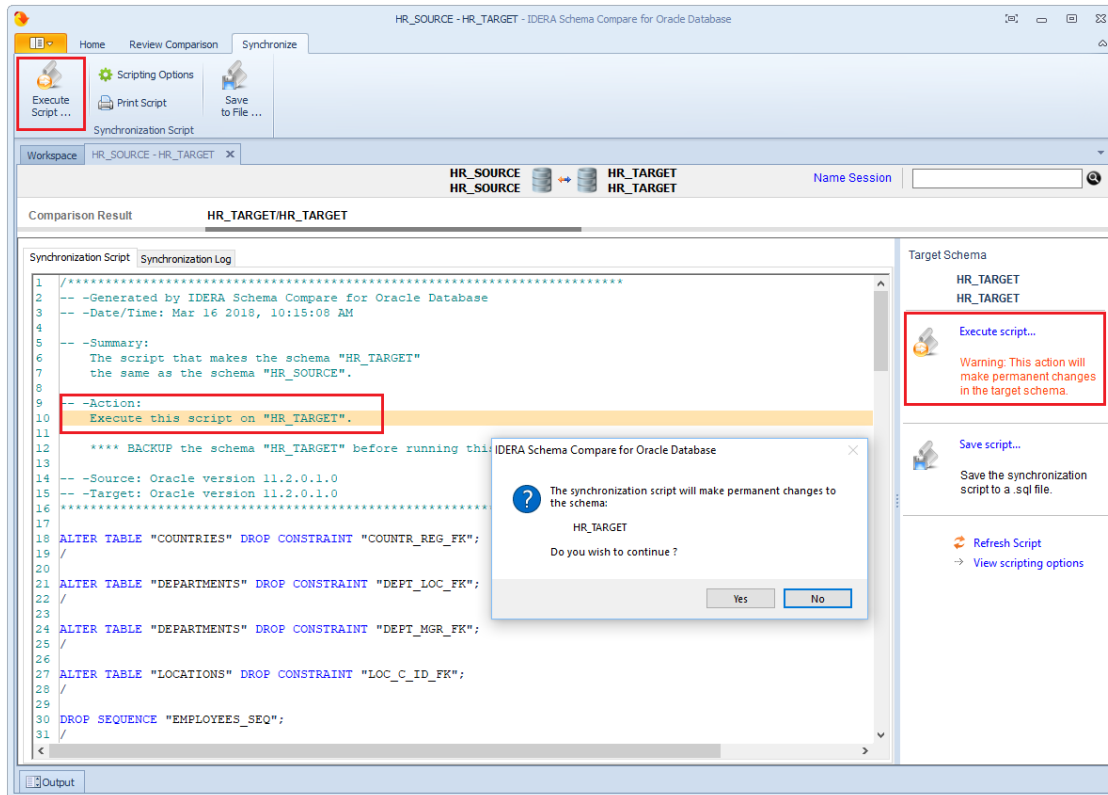 HR_SOURCE - HR_TARGET - IDERA Schema Compare for Oracle Database
Home Review Comparison Synchronize
Execute Script ...
Scripting Options
Print Script
Save to File ...
Synchronization Script
Workspace HR_SOURCE - HR_TARGET
HR_SOURCE HR_TARGET
HR_SOURCE HR_TARGET
Name Session
Comparison Result HR_TARGET/HR_TARGET
Synchronization Script Synchronization Log
1 /**************************************************************************
2 -- -Generated by IDERA Schema Compare for Oracle Database
3 -- -Date/Time: Mar 16 2018, 10:15:08 AM
4
5 -- -Summary:
6 The script that makes the schema "HR_TARGET"
7 the same as the schema "HR_SOURCE".
8
9 -- -Action:
10 Execute this script on "HR_TARGET".
11
12 **** BACKUP the schema "HR_TARGET" before running thi
13
14 -- -Source: Oracle version 11.2.0.1.0
15 -- -Target: Oracle version 11.2.0.1.0
16 **********************************************************
17
18 ALTER TABLE "COUNTRIES" DROP CONSTRAINT "COUNTR_REG_FK";
19 /
20
21 ALTER TABLE "DEPARTMENTS" DROP CONSTRAINT "DEPT_LOC_FK";
22 /
23
24 ALTER TABLE "DEPARTMENTS" DROP CONSTRAINT "DEPT_MGR_FK";
25 /
26
27 ALTER TABLE "LOCATIONS" DROP CONSTRAINT "LOC_C_ID_FK";
28 /
29
30 DROP SEQUENCE "EMPLOYEES_SEQ";
31 /
IDERA Schema Compare for Oracle Database
The synchronization script will make permanent changes to
the schema:
HR_TARGET
Do you wish to continue ?
Yes No
Target Schema
HR_TARGET
HR_TARGET
Execute script...
Warning: This action will
make permanent changes
in the target schema.
Save script...
Save the synchronization
script to a .sql file.
Refresh Script
View scripting options
Output